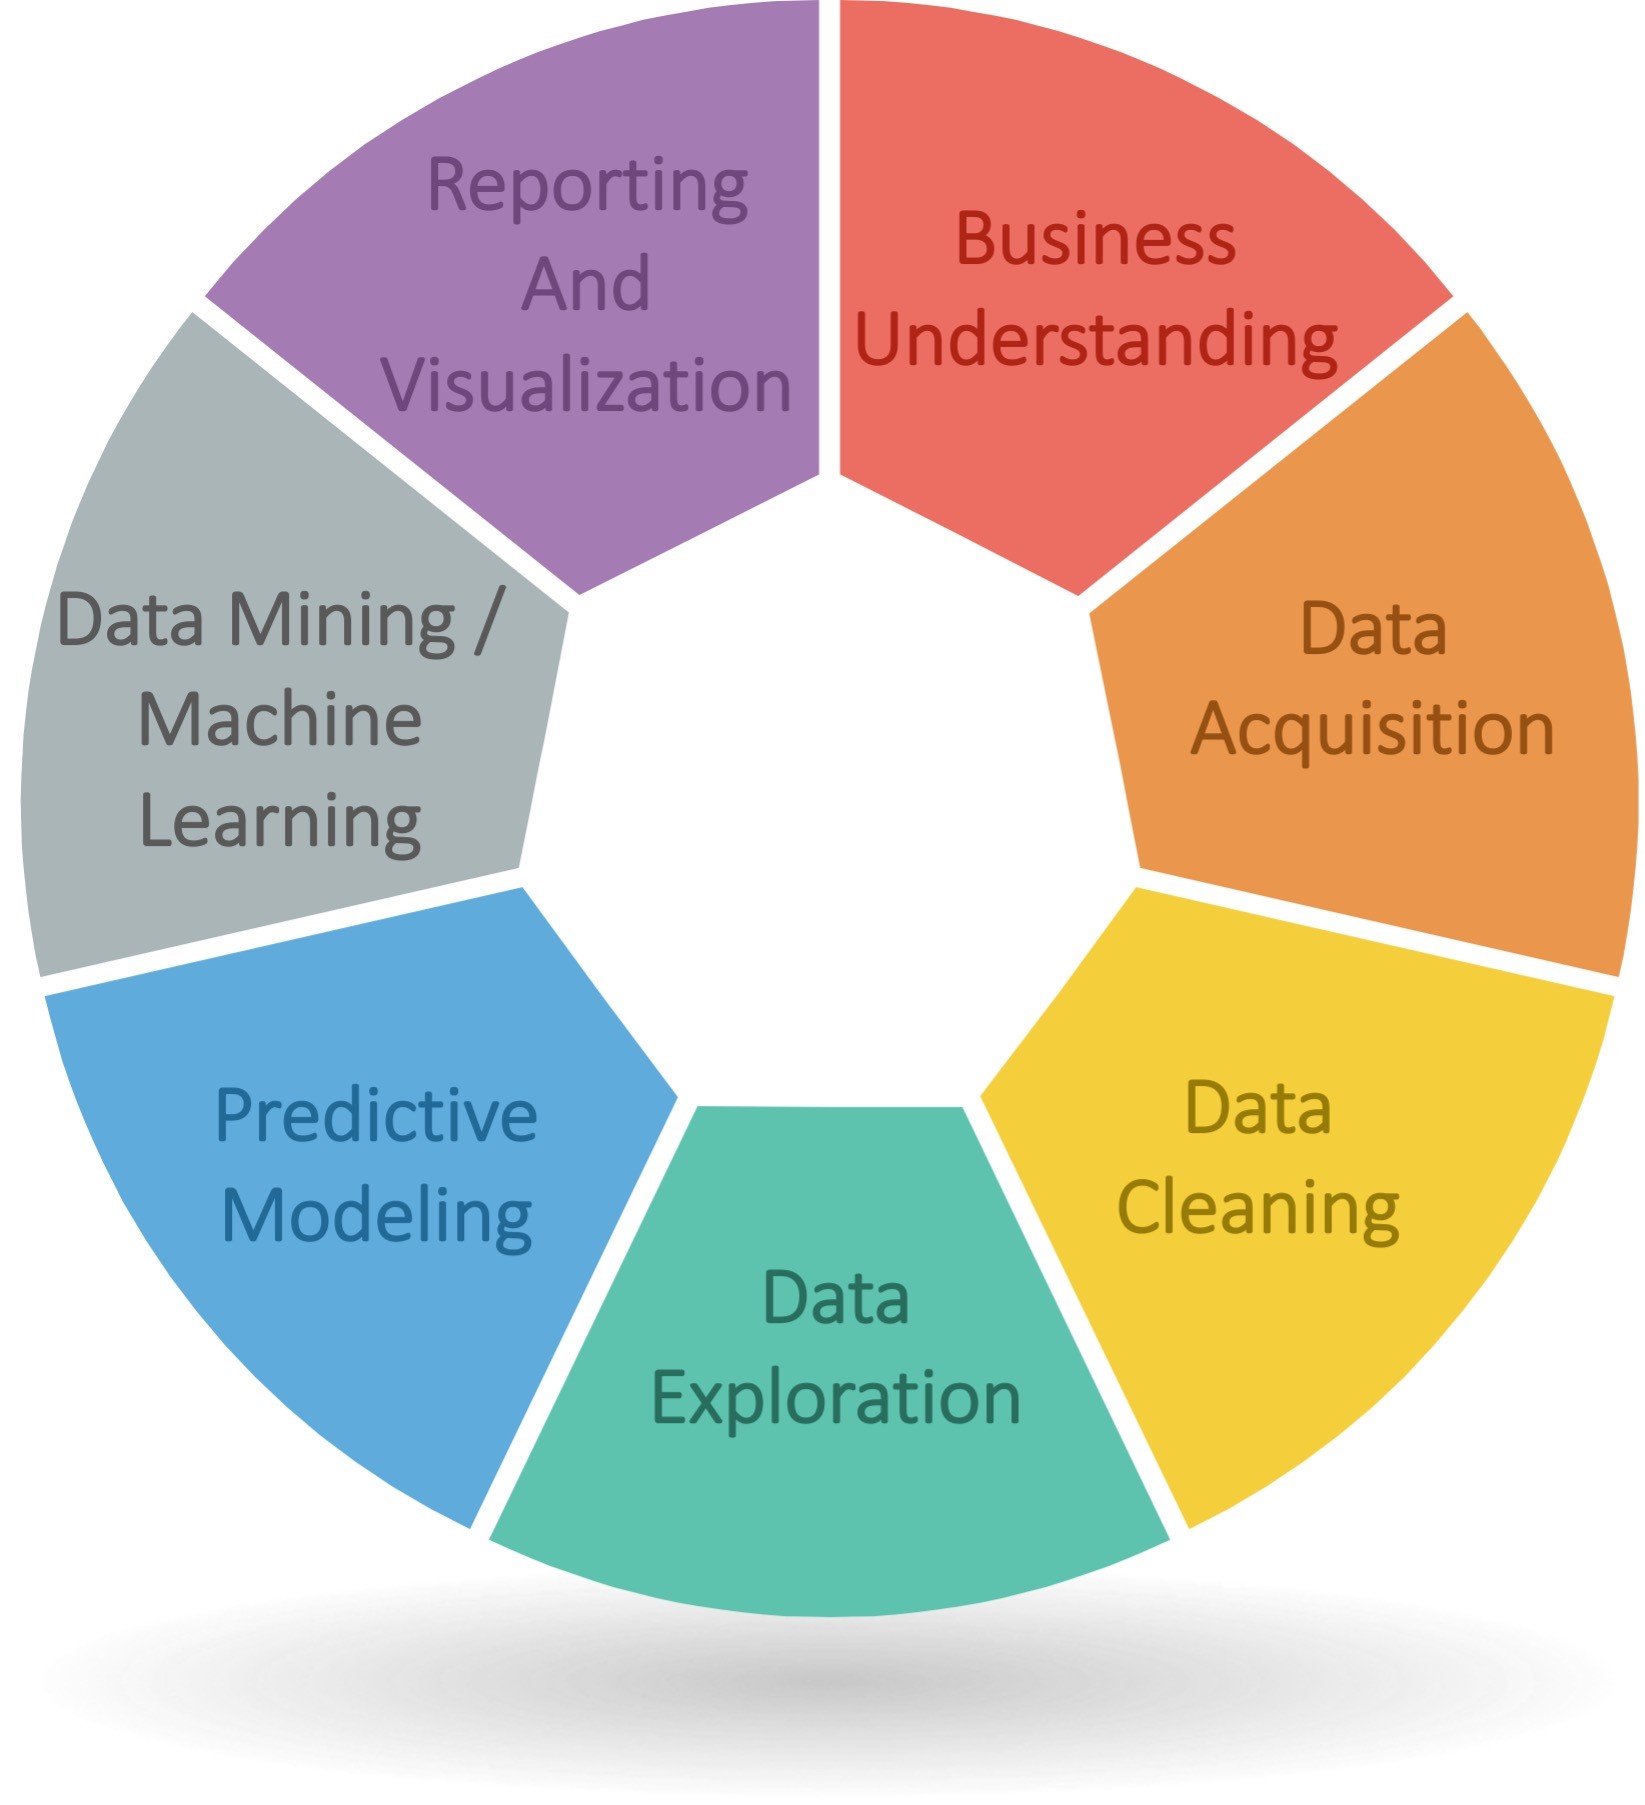 Business
Understanding
Data
Acquisition
Data
Cleaning
Data
Exploration
Predictive
Modeling
Data Mining /
Machine
Learning
Reporting
And
Visualization